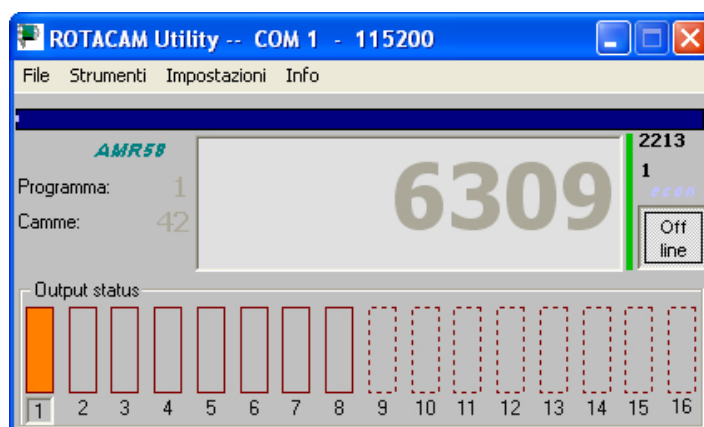 ROTACAM Utility -- COM 1 - 115200
File Strumenti Impostazioni Info
AMR58
Programma: 1
Camme: 42
6309
2213
1
econ
Off
line
Output status
1 2 3 4 5 6 7 8 9 10 11 12 13 14 15 16